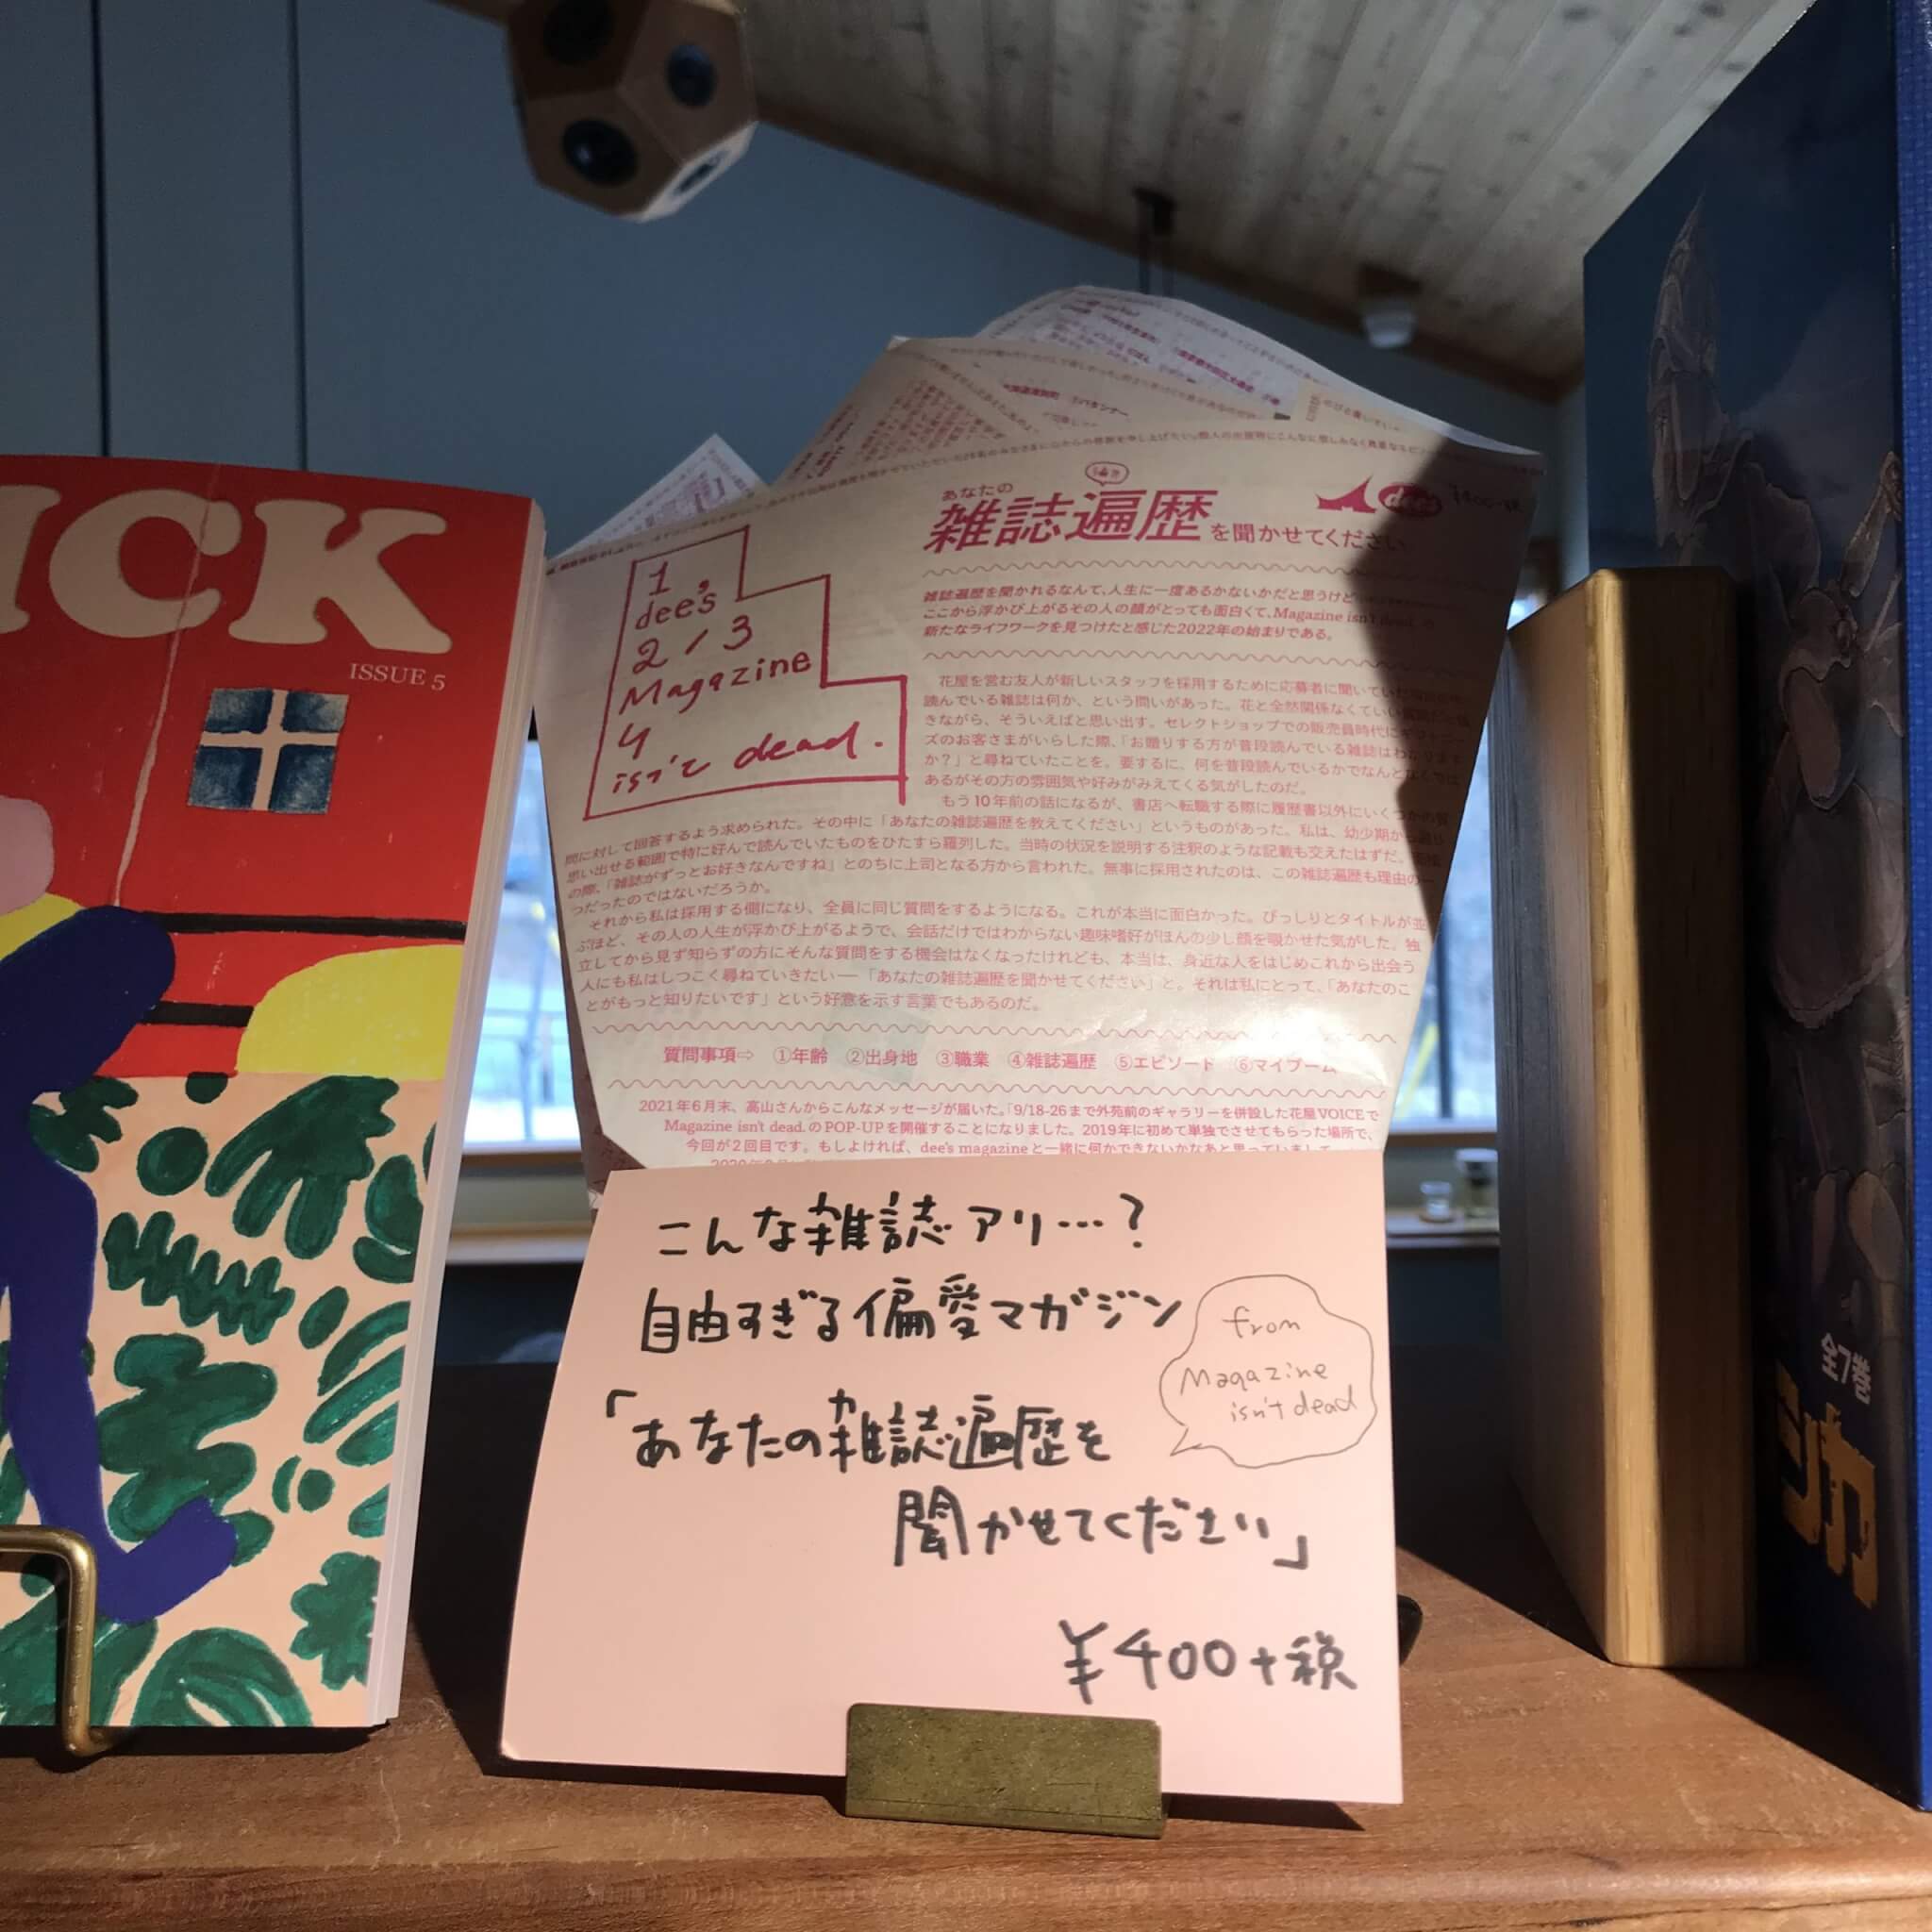 ICK
ISSUE 5
1
dee's
2/3
Magazine
4
isn't dead.
あなたの
雑誌遍歴を聞かせてください
dees
雑誌遍歴を聞かれるなんて、人生に一度あるかないかだと思うけど
ここから浮かび上がるその人の顔がとっても面白くて、Magazine isn't dead.
新たなライフワークを見つけたと感じた2022年の始まりである。
花屋を営む友人が新しいスタッフを採用するために応募者に聞いてい
読んでいる雑誌は何か、という問いがあった。花と全然関係なくていい
きながら、そういえばと思い出す。セレクトショップでの販売員時代に
ズのお客さまがいらした際、「お贈りする方が普段読んでいる雑誌はわかります
か？」と尋ねていたことを。要するに、何を普段読んでいるかでなんと
あるがその方の雰囲気や好みがみえてくる気がしたのだ。
もう10年前の話になるが、書店へ転職する際に履歴書以外にいくつかの質
問に対して回答するよう求められた。その中に「あなたの雑誌遍歴を教えてください」というものがあった。私は、幼少期か
思い出せる範囲で特に好んで読んでいたものをひたすら羅列した。当時の状況を説明する注釈のような記載も交えたはずだ。
の際、「雑誌がずっとお好きなんですね」とのちに上司となる方から言われた。無事に採用されたのは、この雑誌遍歴も理由の一
つだったのではないだろうか。
それから私は採用する側になり、全員に同じ質問をするようになる。これが本当に面白かった。びっしりとタイトルが並
ぶほど、その人の人生が浮かび上がるようで、会話だけではわからない趣味嗜好がほんの少し顔を覗かせた気がした。独
立してから見ず知らずの方にそんな質問をする機会はなくなったけれども、本当は、身近な人をはじめこれから出会う
人にも私はしつこく尋ねていきたい―「あなたの雑誌遍歴を聞かせてください」と。それは私にとって、「あなたのこ
とがもっと知りたいです」という好意を示す言葉でもあるのだ。
質問事項⇨ ①年齢 ②出身地 ③職業 ④雑誌遍歴 ⑤エピソード ⑥マイブーム
2021年6月末、高山さんからこんなメッセージが届いた。「9/18-26まで外苑前のギャラリーを併設した花屋VOICEで
Magazine isn't dead.のPOP-UPを開催することになりました。2019年に初めて単独でさせてもらった場所で、
今回が2回目です。もしよければ、dee's magazineと一緒に何かできないかなあと思っていまして
こんな雑誌アリ…？
自由すぎる偏愛マガジン
from
Magazine
isn't dead
「あなたの雑誌遍歴を
聞かせてください」
¥400+税
全7巻
シカ